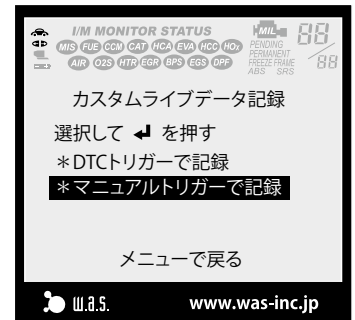 I/M MONITOR STATUS
MIS FUE CCM CAT HCA EVA HCC HOx
AIR O2S HTR EGR BPS EGS DPF
MIL
PENDING
PERMANENT
FREEZE FRAME
ABS SRS
88
88
カスタムライブデータ記録
選択して を押す
＊DTCトリガーで記録
＊マニュアルトリガーで記録
メニューで戻る
w.a.s. www.was-inc.jp